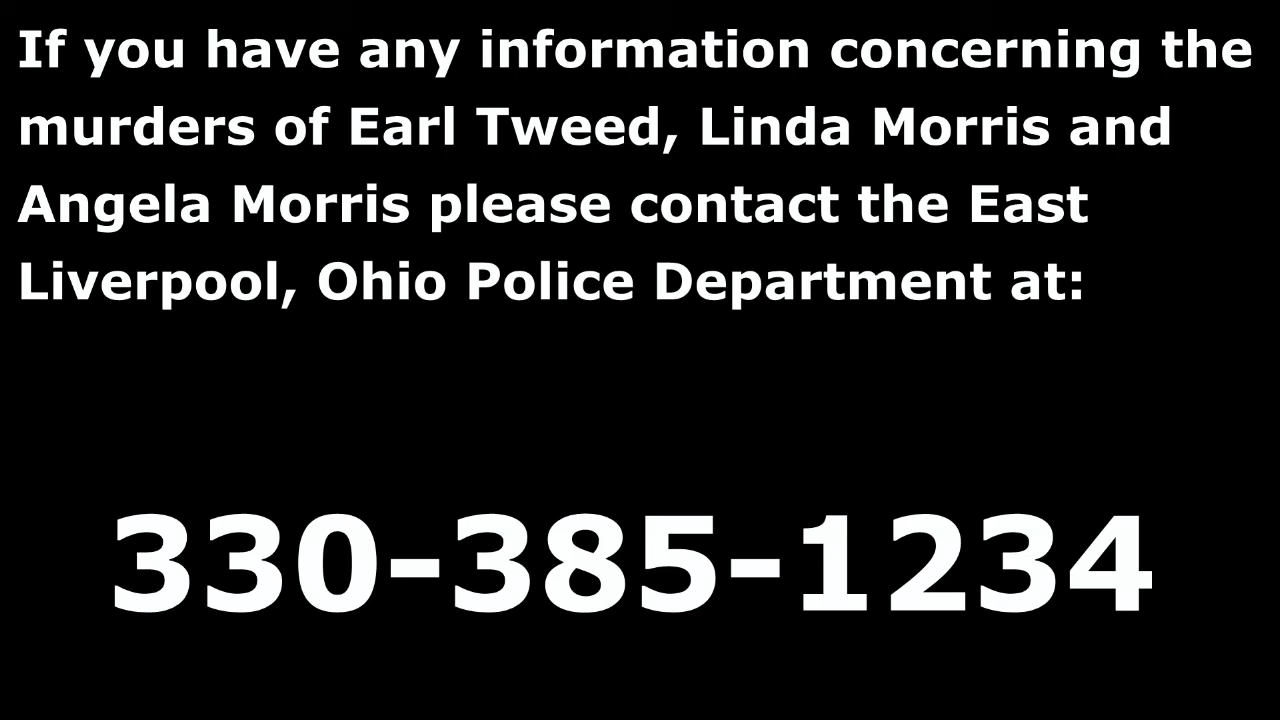 If you have any information concerning the
murders of Earl Tweed, Linda Morris and
Angela Morris please contact the East
Liverpool, Ohio Police Department at:
330-385-1234